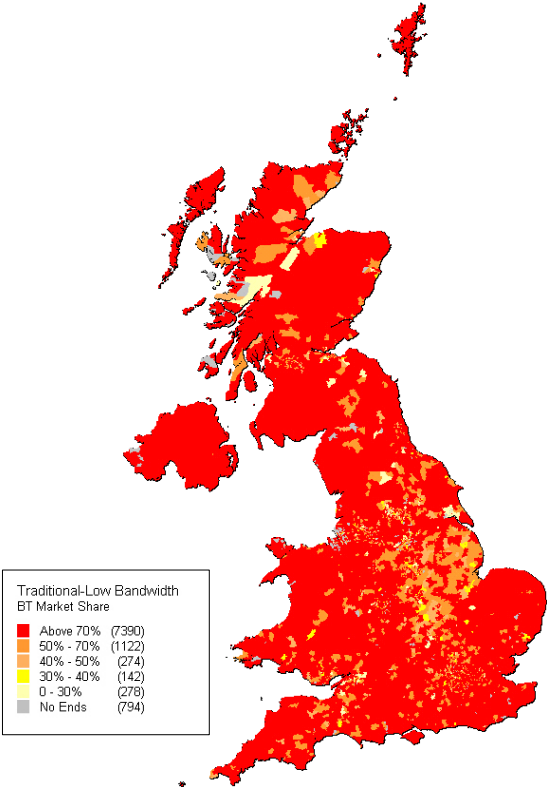 Traditional-Low Bandwidth
BT Market Share
Above 70% (7390)
50% - 70% (1122)
40% - 50% (274)
30% - 40% (142)
0 - 30% (278)
No Ends (794)